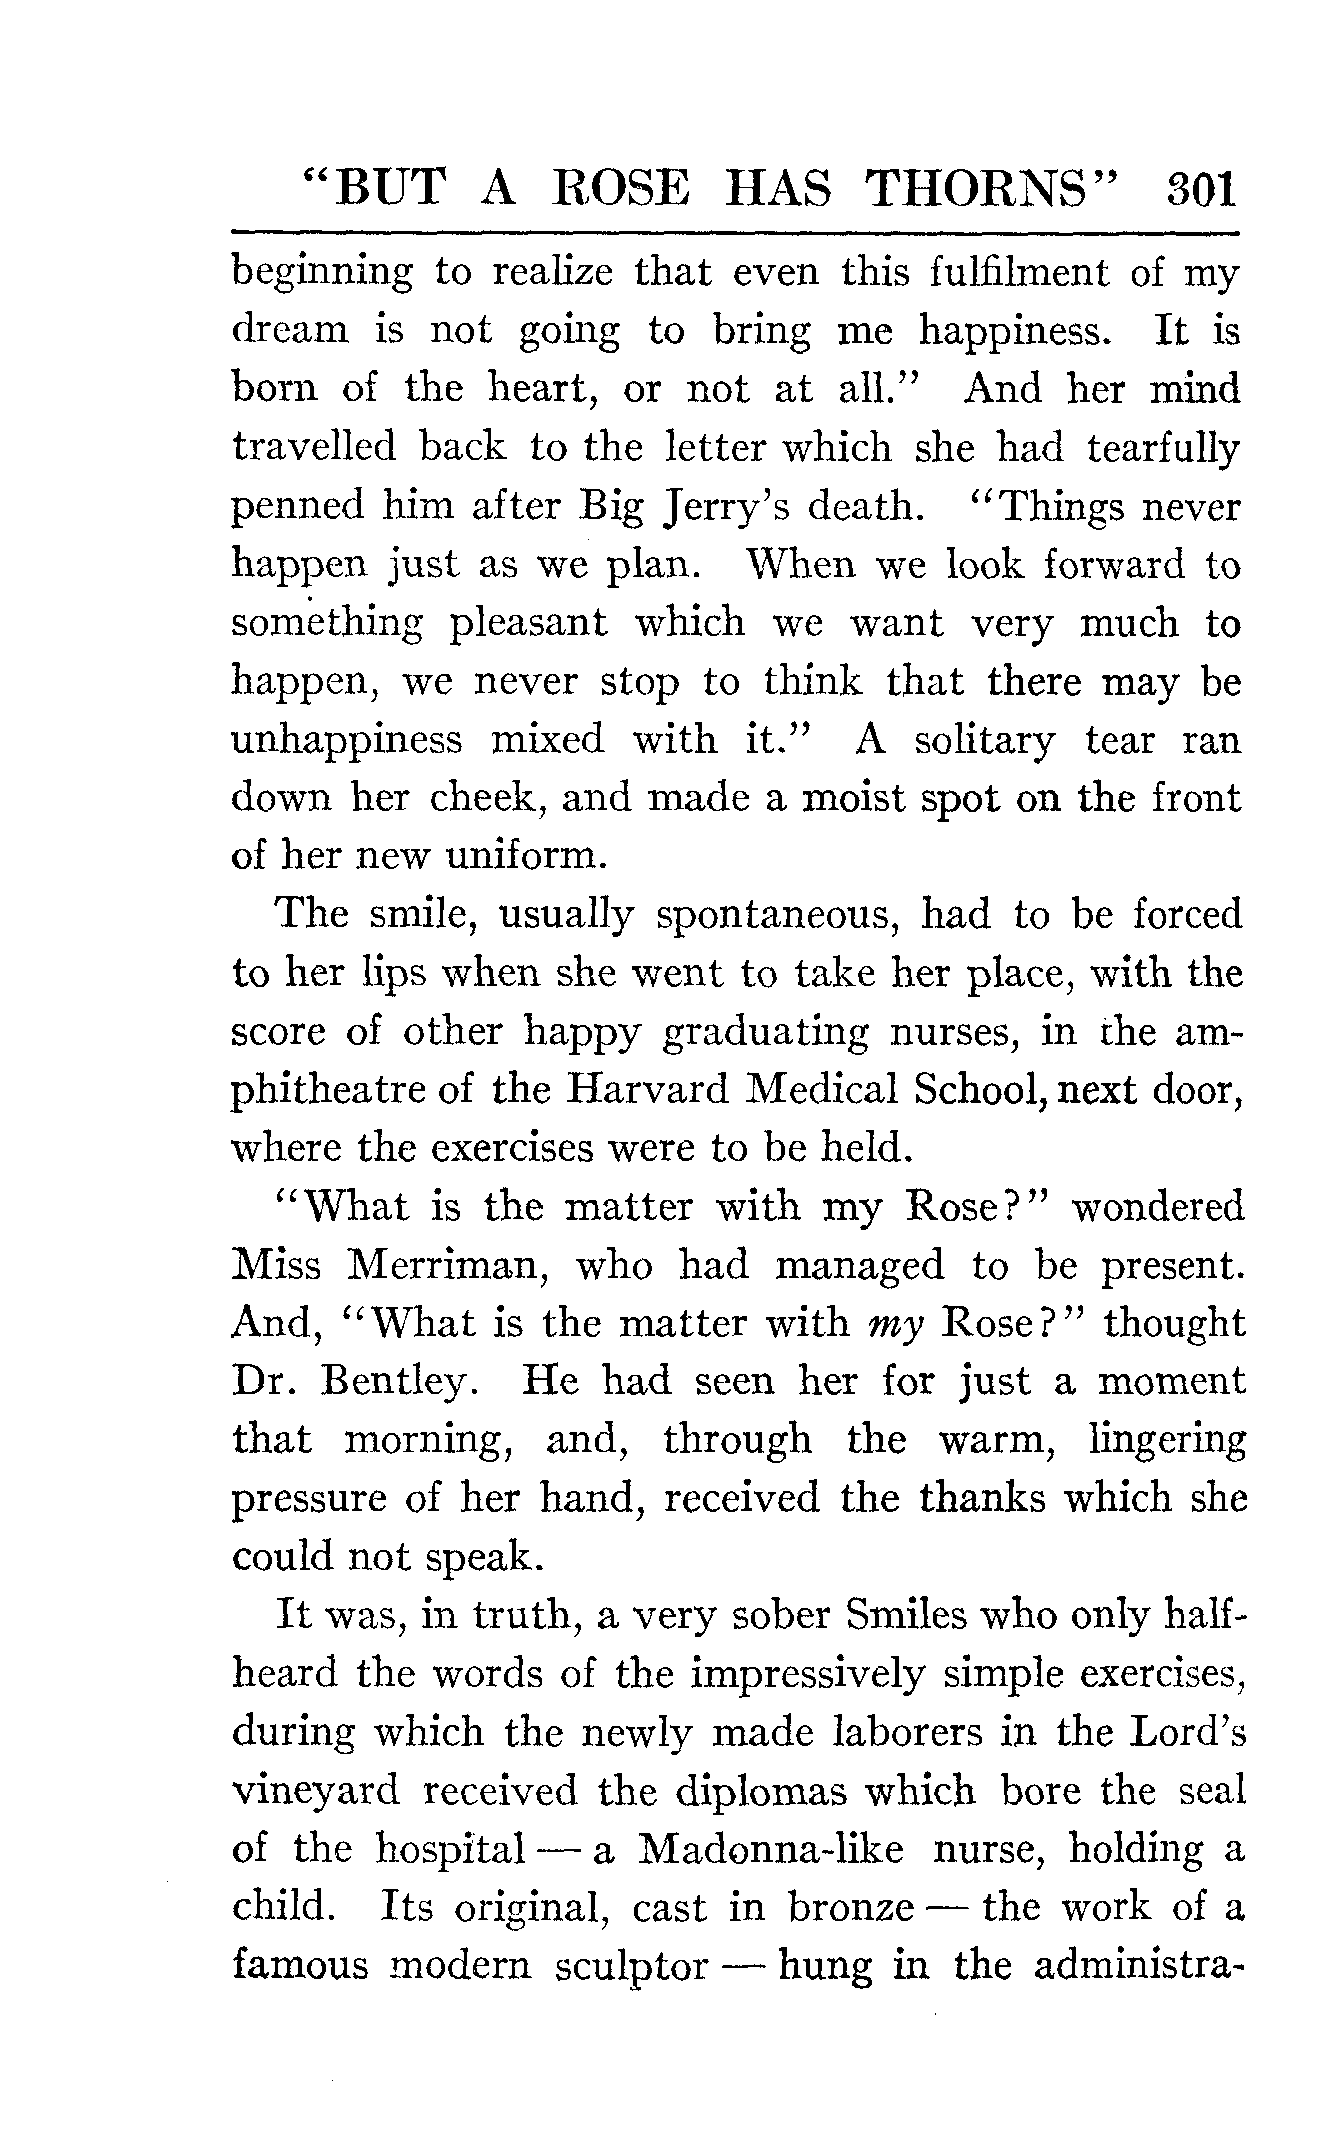 "BUT A ROSE HAS THORNS" 301
beginning to realize that even this fulfilment of my
dream is not going to bring me happiness. It is
born of the heart, or not at all." And her mind
travelled back to the letter which she had tearfully
penned him after Big Jerry's death. "Things never
happen just as we plan. When we look forward to
something pleasant which we want very much to
happen, we never stop to think that there may be
unhappiness mixed with it." A solitary tear ran
down her cheek, and made a moist spot on the front
of her new uniform.
The smile, usually spontaneous, had to be forced
to her lips when she went to take her place, with the
score of other happy graduating nurses, in the am-
phitheatre of the Harvard Medical School, next door,
where the exercises were to be held.
"What is the matter with my Rose?" wondered
Miss Merriman, who had managed to be present.
And, "What is the matter with my Rose?" thought
Dr. Bentley. He had seen her for just a moment
that morning, and, through the warm, lingering
pressure of her hand, received the thanks which she
could not speak.
It was, in truth, a very sober Smiles who only half-
heard the words of the impressively simple exercises,
during which the newly made laborers in the Lord's
vineyard received the diplomas which bore the seal
of the hospital — a Madonna-like nurse, holding a
child. Its original, cast in bronze — the work of a
famous modern sculptor — hung in the administra-